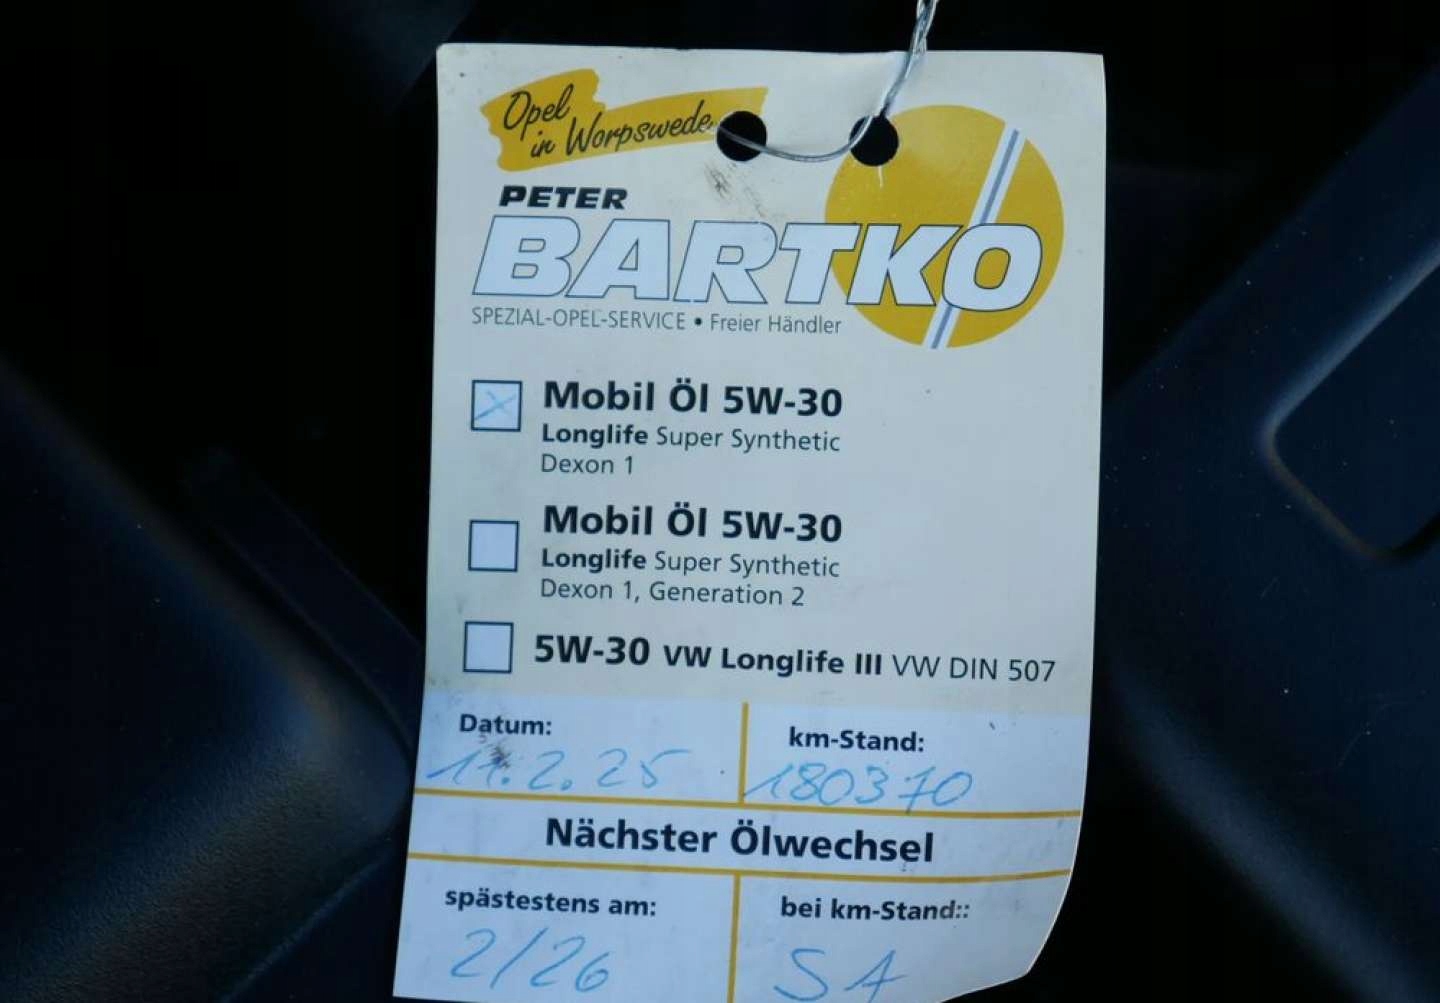 Opel
in Worpswede
PETER
BARTKO
SPEZIAL-OPEL-SERVICE • Freier Händler
Mobil Öl 5W-30
Longlife Super Synthetic
Dexon 1
Mobil Öl 5W-30
Longlife Super Synthetic
Dexon 1, Generation 2
5W-30 VW Longlife III VW DIN 507
Datum:
11.2.25
km-Stand:
180370
Nächster Ölwechsel
spästestens am:
2/26
bei km-Stand::
SA